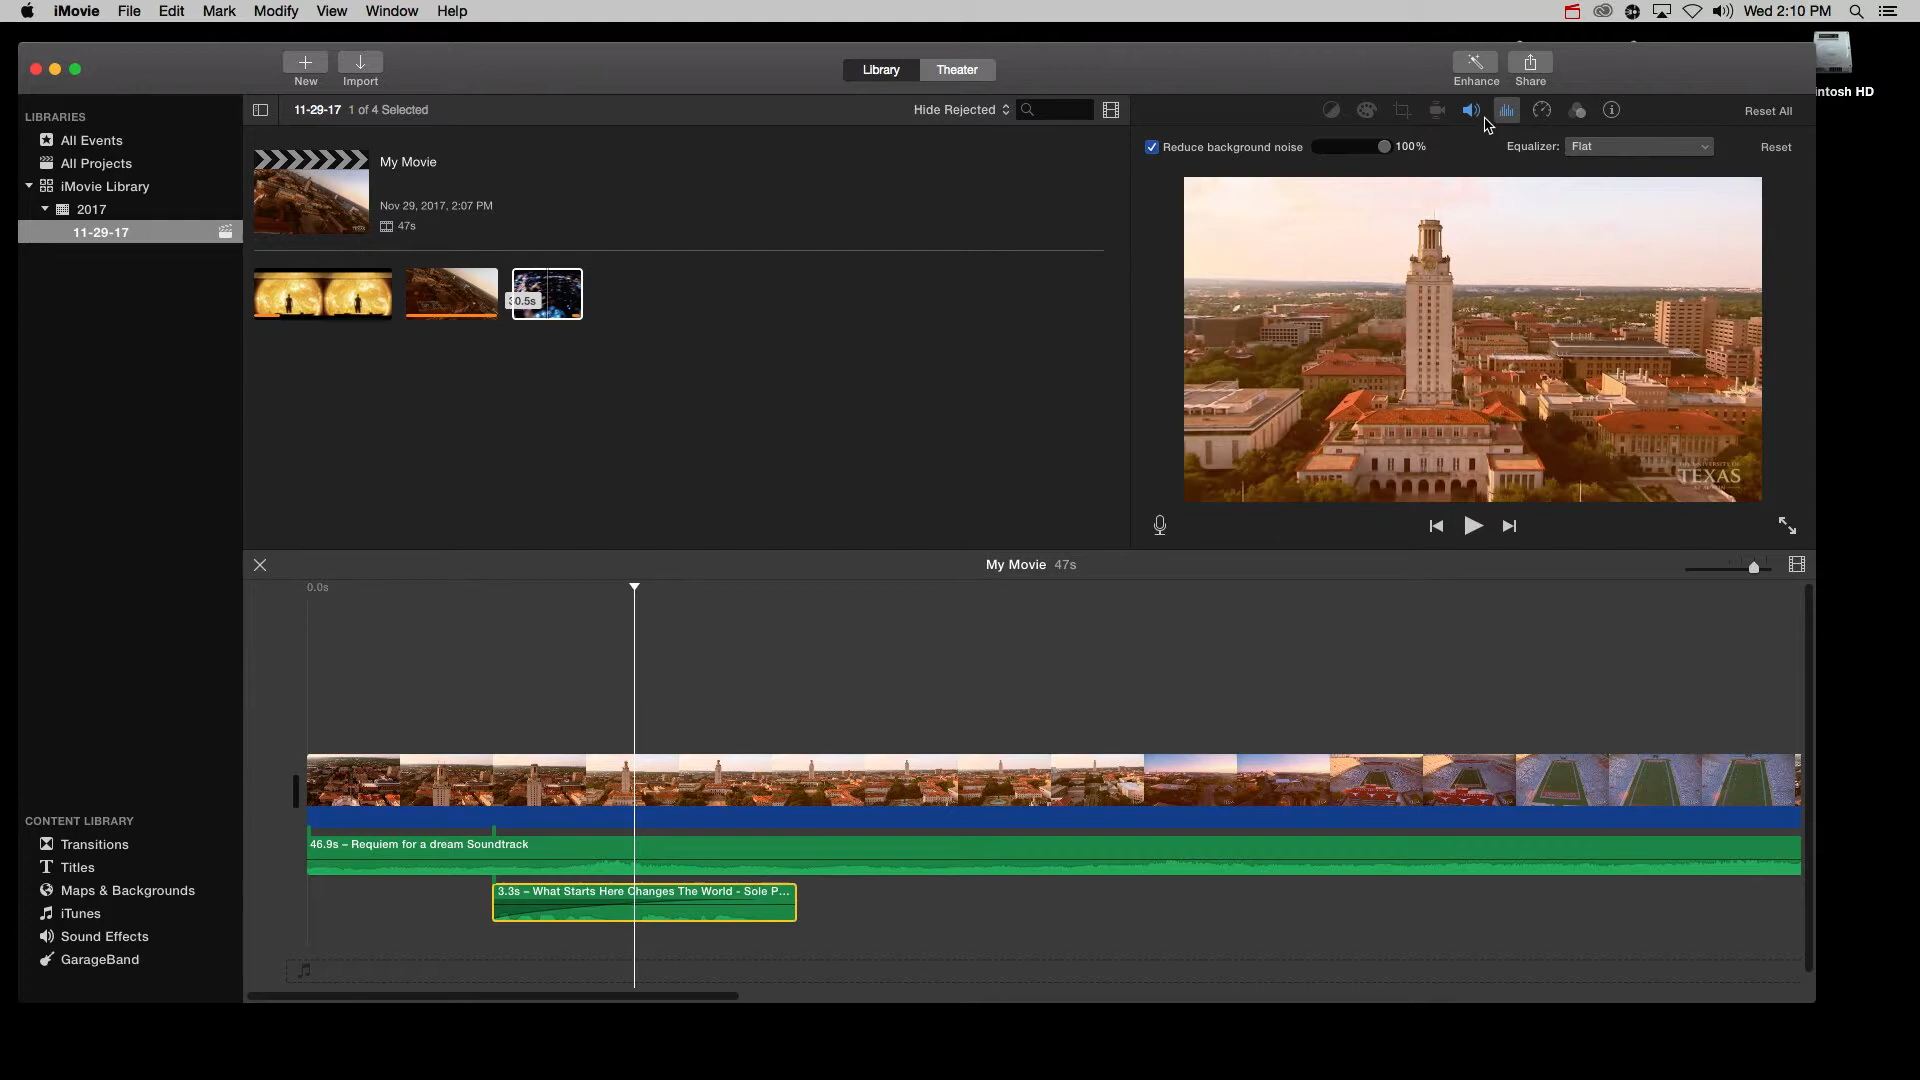 iMovie File Edit Mark Modify View Window Help
Wed 2:10 PM
intosh HD
New
Import
Library
Theater
Enhance
Share
LIBRARIES
All Events
All Projects
iMovie Library
2017
11-29-17
11-29-17 1 of 4 Selected
Hide Rejected
Reset All
Reduce background noise
100%
Equalizer:
Flat
Reset
My Movie
Nov 29, 2017, 2:07 PM
47s
30.5s
TEXAS
My Movie 47s
0.0s
46.9s – Requiem for a dream Soundtrack
3.3s – What Starts Here Changes The World - Sole P...
CONTENT LIBRARY
Transitions
Titles
Maps & Backgrounds
iTunes
Sound Effects
GarageBand